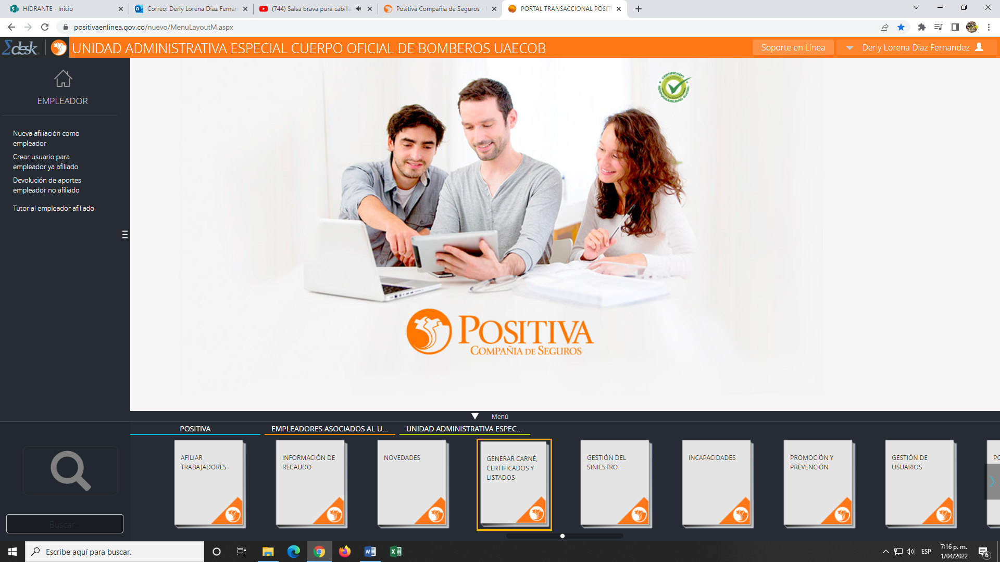 HIDRANTE - Inicio
Correo: Derly Lorena Diaz Fernan
(744) Salsa brava pura cabilla
Positiva Compañía de Seguros -
PORTAL TRANSACCIONAL POSIT
positivaenlinea.gov.co/nuevo/MenuLayoutM.aspx
desk
UNIDAD ADMINISTRATIVA ESPECIAL CUERPO OFICIAL DE BOMBEROS UAECOB
Soporte en Línea
Derly Lorena Diaz Fernandez
EMPLEADOR
Nueva afiliación como
empleador
Crear usuario para
empleador ya afiliado
Devolución de aportes
empleador no afiliado
Tutorial empleador afiliado
CERTIFICADO
RESPONSABILIDAD SOCIAL
POSITIVA
COMPAÑIA DE SEGUROS
Menú
POSITIVA
EMPLEADORES ASOCIADOS AL U...
UNIDAD ADMINISTRATIVA ESPEC...
AFILIAR
TRABAJADORES
INFORMACIÓN DE
RECAUDO
NOVEDADES
GENERAR CARNÉ,
CERTIFICADOS Y
LISTADOS
GESTIÓN DEL
SINIESTRO
INCAPACIDADES
PROMOCIÓN Y
PREVENCIÓN
GESTIÓN DE
USUARIOS
PO
Buscar...
Escribe aquí para buscar.
ESP
7:16 p. m.
1/04/2022
6